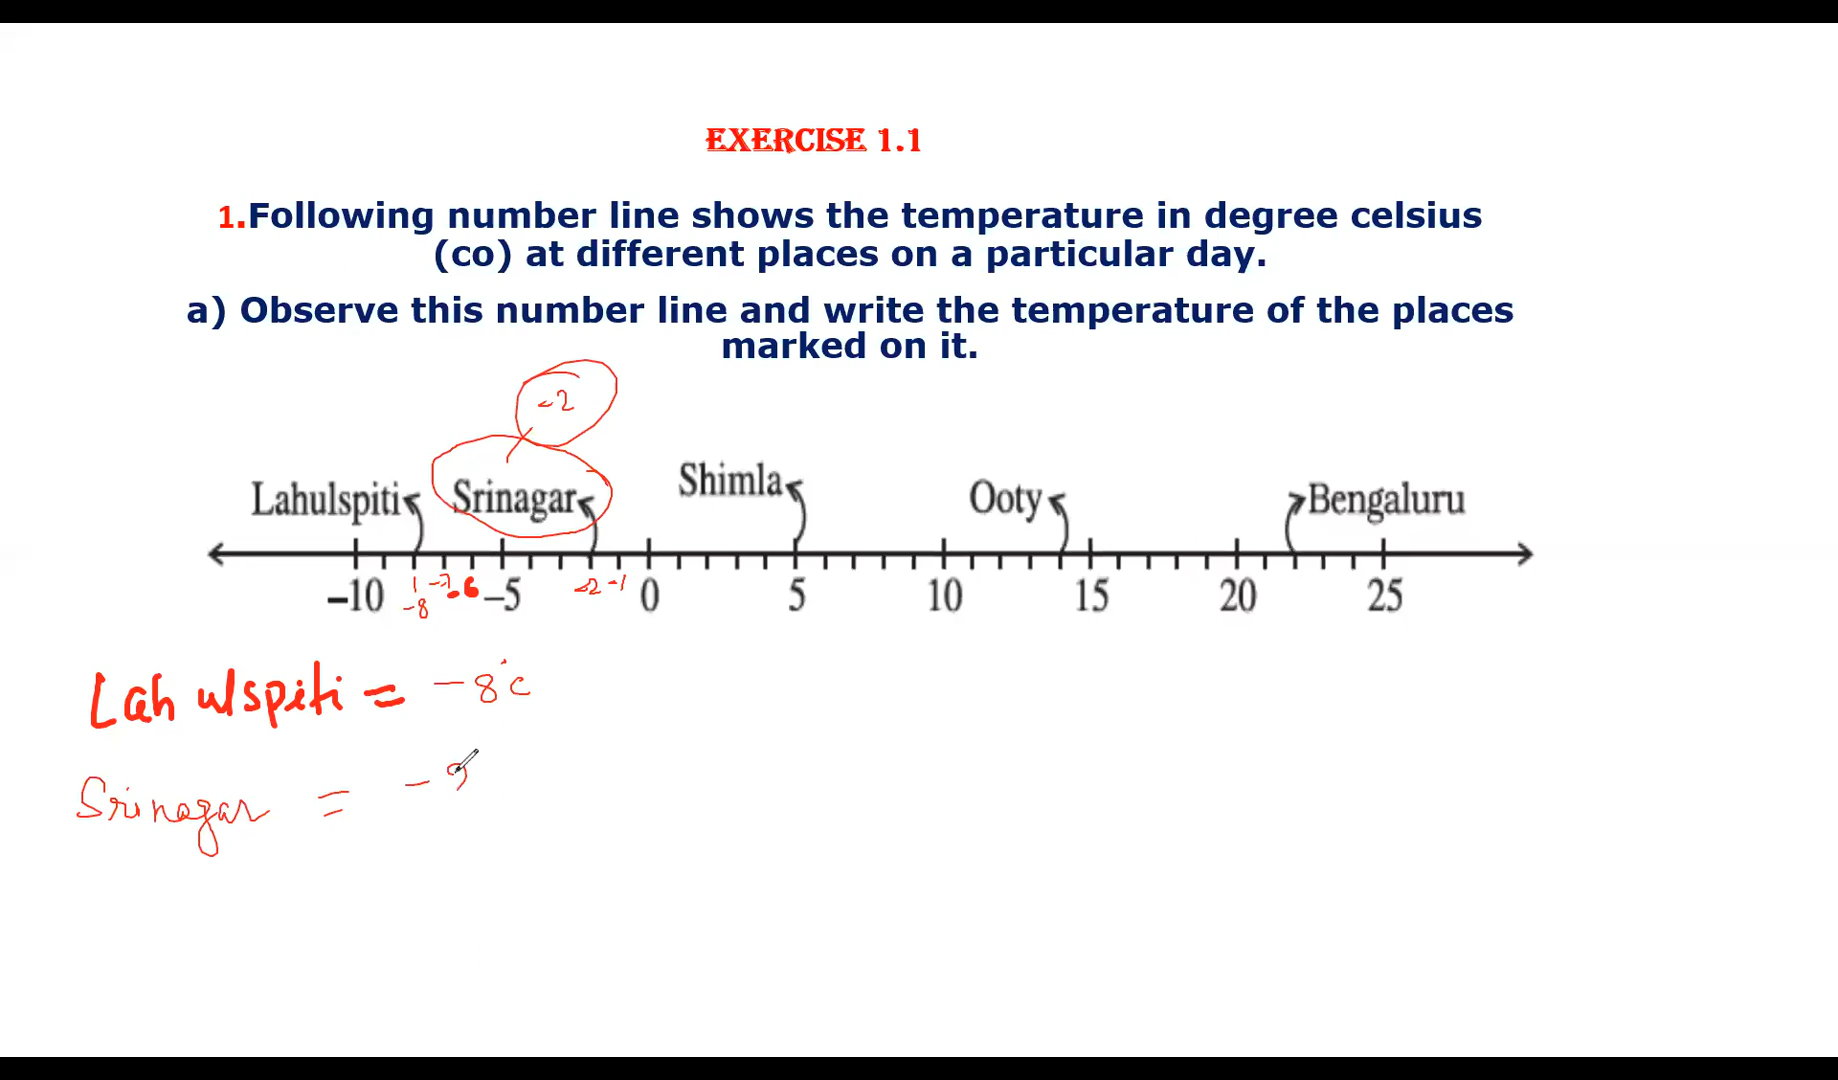 EXERCISE 1.1
1.Following number line shows the temperature in degree celsius
(co) at different places on a particular day.
a) Observe this number line and write the temperature of the places
marked on it.
-2
Lahulspiti Srinagar Shimla Ooty Bengaluru
–10 –5 0 5 10 15 20 25
-8 -7 -6 -2 -1
Lahulspiti = -8°c
Srinagar = -